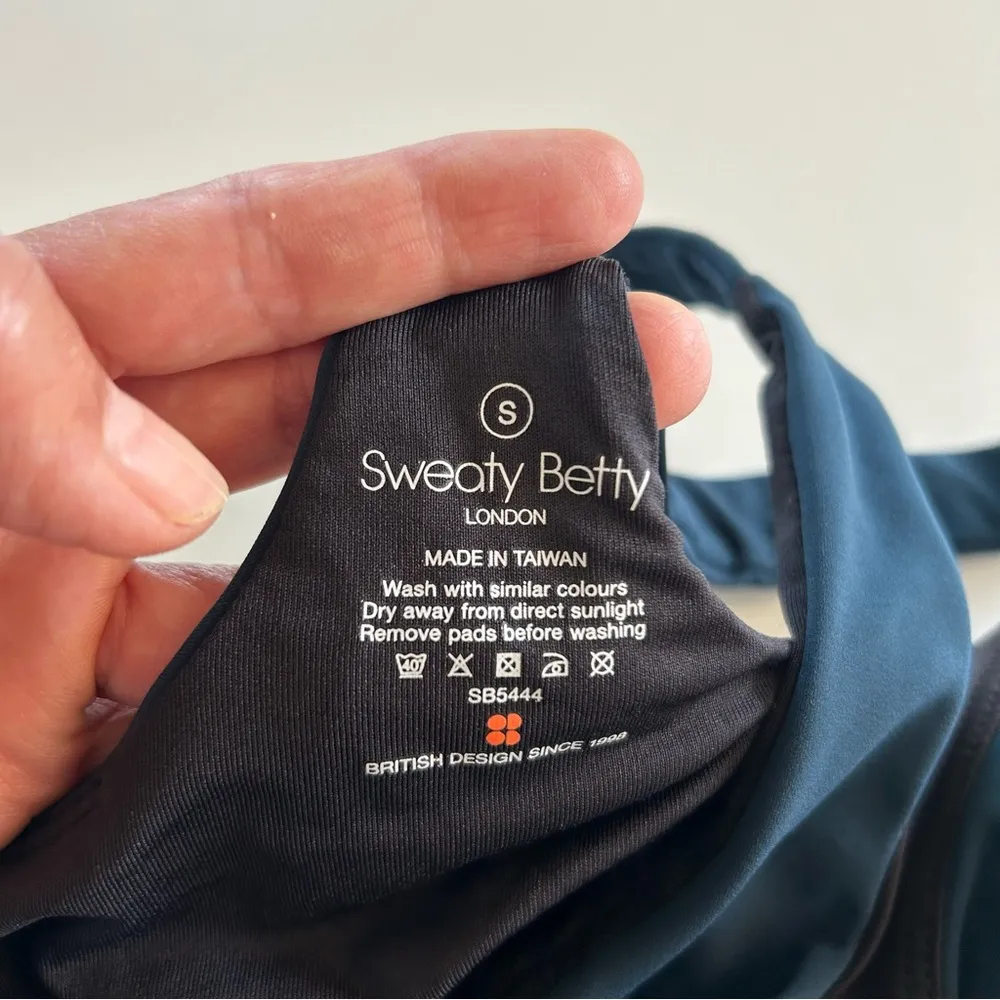 S
Sweaty Betty
LONDON
MADE IN TAIWAN
Wash with similar colours
Dry away from direct sunlight
Remove pads before washing
40
SB5444
BRITISH DESIGN SINCE 1998